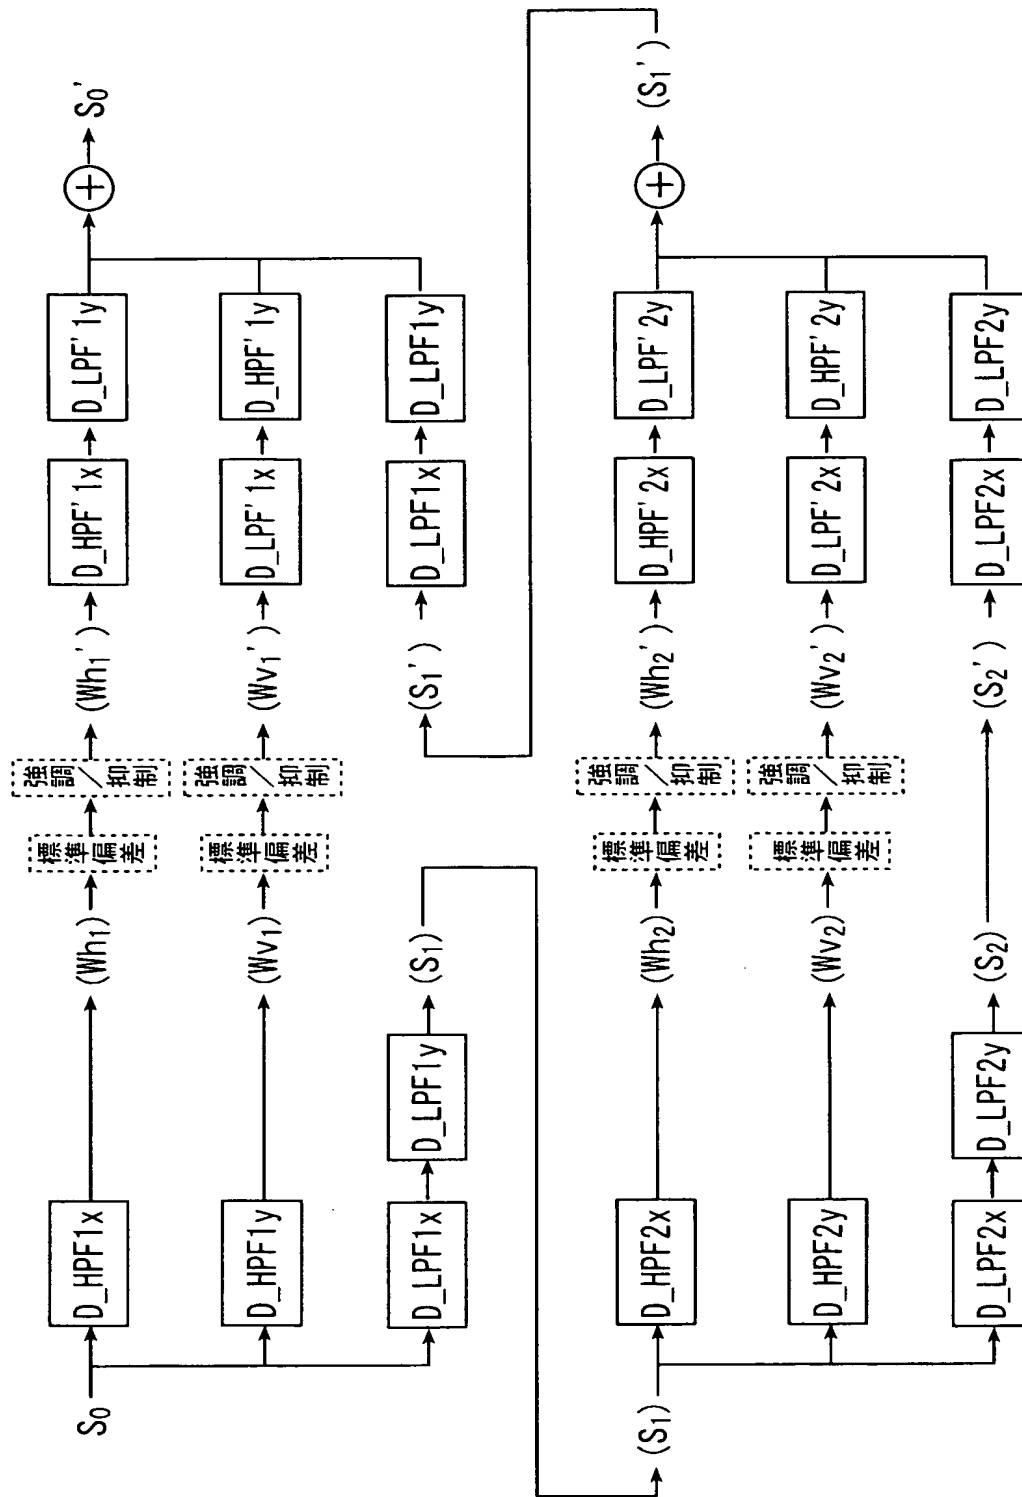 S₀
D_HPF1x
(Wh₁)
標準偏差
強調／抑制
(Wh₁')
D_HPF'1x
D_LPF'1y
+
S₀'
D_HPF1y
(Wv₁)
標準偏差
強調／抑制
(Wv₁')
D_LPF'1x
D_HPF'1y
D_LPF1x
D_LPF1y
(S₁)
(S₁')
D_LPF1x
D_LPF1y
(S₁)
D_HPF2x
(Wh₂)
標準偏差
強調／抑制
(Wh₂')
D_HPF'2x
D_LPF'2y
+
(S₁')
D_HPF2y
(Wv₂)
標準偏差
強調／抑制
(Wv₂')
D_LPF'2x
D_HPF'2y
D_LPF2x
D_LPF2y
(S₂)
(S₂')
D_LPF2x
D_LPF2y